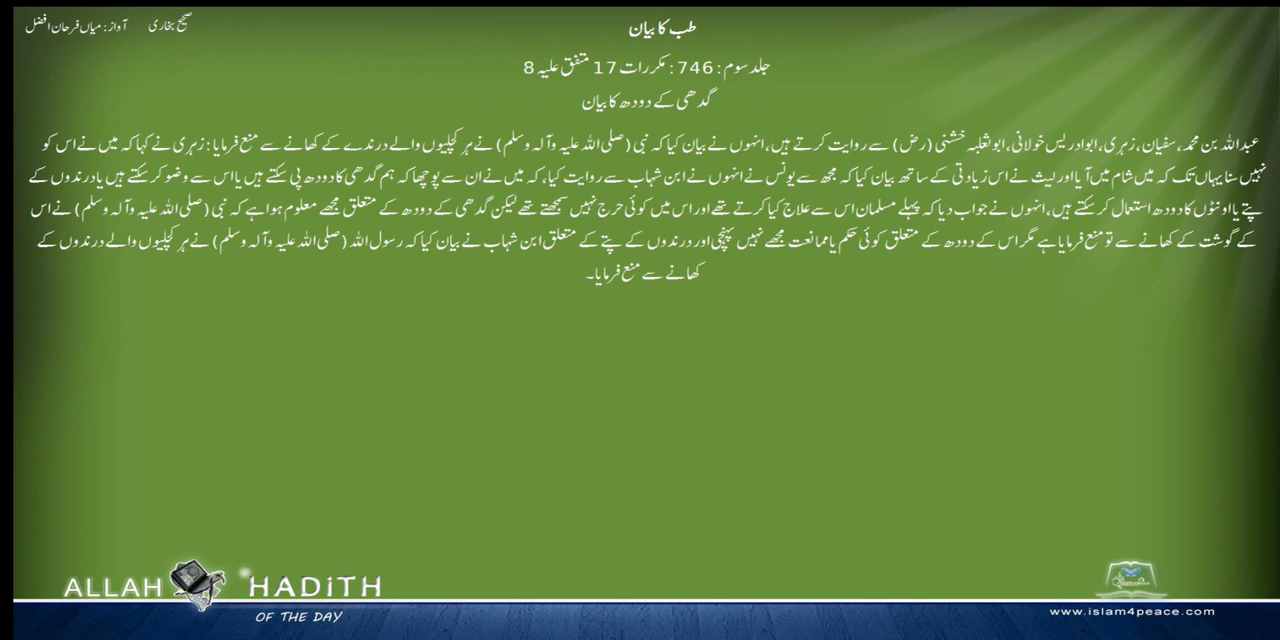 طب کا بیان
صحیح بخاری آواز: میاں فرحان افضل
جلد سوم: 746: مکررات 17 متفق علیہ 8
گدھی کے دودھ کا بیان
عبداللہ بن محمد، سفیان، زہری، ابوادریس خولانی، ابوثعلبہ خشنی (رض) سے روایت کرتے ہیں، انہوں نے بیان کیا کہ نبی (صلی اللہ علیہ وآلہ وسلم) نے ہر کچلیوں والے درندے کے کھانے سے منع فرمایا: زہری نے کہا کہ میں نے اس کو
نہیں سنا یہاں تک کہ میں شام میں آیا اور لیث نے اس زیادتی کے ساتھ بیان کیا کہ مجھ سے یونس نے انہوں نے ابن شہاب سے روایت کیا، کہ میں نے ان سے پوچھا کہ ہم گدھی کا دودھ پی سکتے ہیں یا اس سے وضو کر سکتے ہیں یا درندوں کے
پتے یا اونٹوں کا دودھ استعمال کر سکتے ہیں، انہوں نے جواب دیا کہ پہلے مسلمان اس سے علاج کیا کرتے تھے اور اس میں کوئی حرج نہیں سمجھتے تھے لیکن گدھی کے دودھ کے متعلق مجھے معلوم ہوا ہے کہ نبی (صلی اللہ علیہ وآلہ وسلم) نے اس
کے گوشت کے کھانے سے تو منع فرمایا ہے مگر اس کے دودھ کے متعلق کوئی حکم یا ممانعت مجھے نہیں پہنچی اور درندوں کے پتے کے متعلق ابن شہاب نے بیان کیا کہ رسول اللہ (صلی اللہ علیہ وآلہ وسلم) نے ہر کچلیوں والے درندوں کے
کھانے سے منع فرمایا۔
ALLAH HADITH
OF THE DAY
www.islam4peace.com